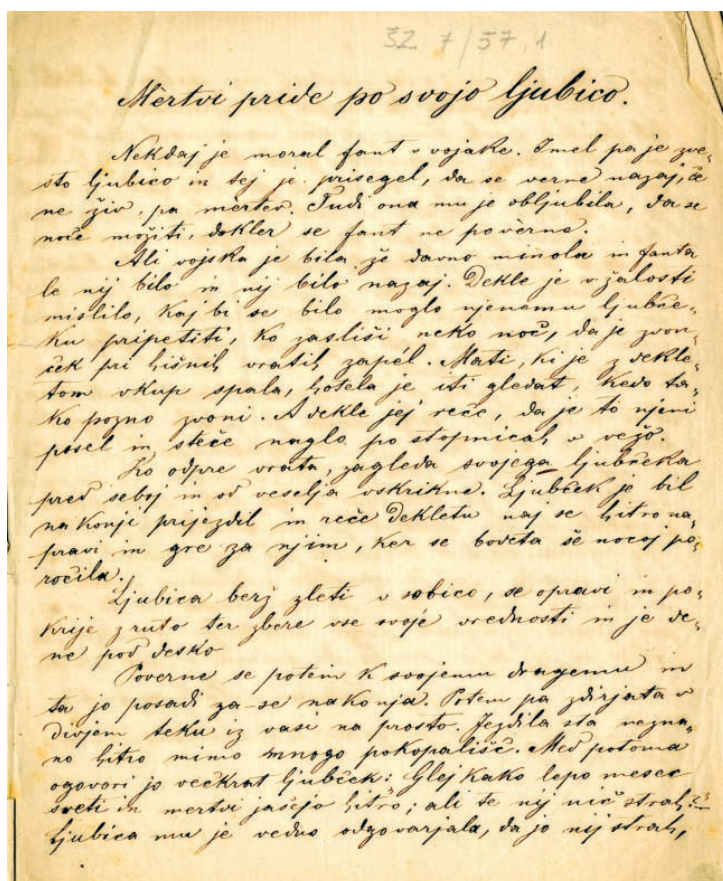 32 7/57,1
Mèrtvi pride po svojo ljubico.
Nekdaj je moral fant v vojake. Imel pa je zve-
sto ljubico in tej je prisegel, da se verne nazaj, če
ne živ, pa mèrtev. Tudi ona mu je obljubila, da se
noče možiti, dokler se fant ne povèrne.
Ali vojska je bila že davno minola in fanta
le nij bilo in nij bilo nazaj. Dekle je v žalosti
mislilo, kaj bi se bilo moglo njenemu ljubče-
ku pripetiti, ko zasliši neko noč, da je zvon-
ček pri hišnih vratih zapél. Mati, ki je z dekle-
tom vkup spala, hotela je iti gledat, kedo ta-
ko pozno zvoni. A dekle jej reče, da je to njeni
posel in steče naglo po stopnicah v vežo.
Ko odpre vrata, zagleda svojega ljubčeka
pred seboj in od veselja vskrikne. Ljubček je bil
na konji prijezdil in reče dekletu naj se hitro na-
pravi in gre za njim, ker se bodeta še nocoj po-
ročila.
Ljubica berž zleti v sobico, se opravi in po-
krije z ruto ter zbere vse svoje vrednosti in je de-
ne pod desko
Poverne se potem k svojemu dragemu in
ta jo posadi za-se na konja. Potem pa zdirjata v
divjem teku iz vasi na prosto. Jezdila sta nezna-
no hitro mimo mnogo pokopališč. Med potoma
ogovori jo večkrat ljubček: Glej kako lepo mesec
sveti in mertvi jašejo hitro; ali te nij nič strah?
Ljubica mu je vedno odgovarjala, da jo nij strah,